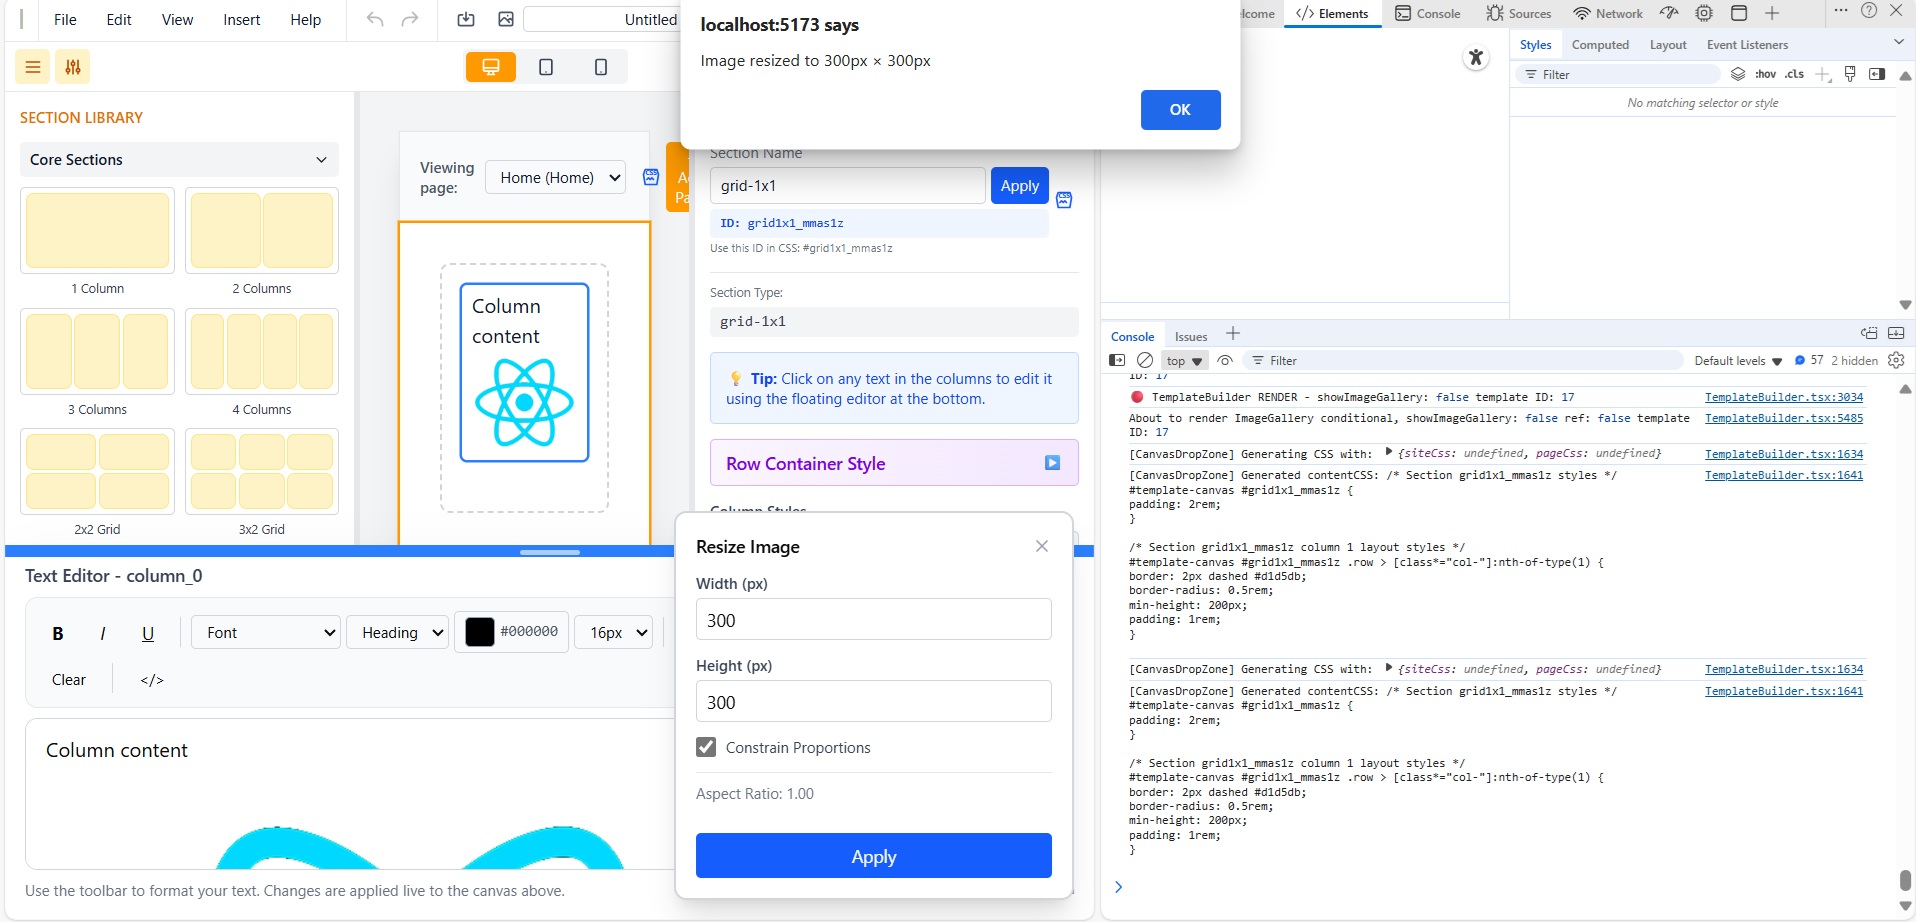 File Edit View Insert Help
Untitled
localhost:5173 says
Image resized to 300px × 300px
OK
SECTION LIBRARY
Core Sections
1 Column
2 Columns
3 Columns
4 Columns
2x2 Grid
3x2 Grid
Viewing page:
Home (Home)
Column
content
Section Name
grid-1x1
Apply
ID: grid1x1_mmas1z
Use this ID in CSS: #grid1x1_mmas1z
Section Type:
grid-1x1
💡 Tip: Click on any text in the columns to edit it
using the floating editor at the bottom.
Row Container Style
Column Styles
Text Editor - column_0
B I U Font Heading #000000 16px
Clear </>
Column content
Use the toolbar to format your text. Changes are applied live to the canvas above.
Resize Image
Width (px)
300
Height (px)
300
Constrain Proportions
Aspect Ratio: 1.00
Apply
Elements Console Sources Network
Styles Computed Layout Event Listeners
Filter :hov .cls
No matching selector or style
Console Issues
top Filter Default levels 57 2 hidden
ID: 17
TemplateBuilder RENDER - showImageGallery: false template ID: 17 TemplateBuilder.tsx:3034
About to render ImageGallery conditional, showImageGallery: false ref: false template TemplateBuilder.tsx:5485
ID: 17
[CanvasDropZone] Generating CSS with: ▶ {siteCss: undefined, pageCss: undefined} TemplateBuilder.tsx:1634
[CanvasDropZone] Generated contentCSS: /* Section grid1x1_mmas1z styles */ TemplateBuilder.tsx:1641
#template-canvas #grid1x1_mmas1z {
padding: 2rem;
}
/* Section grid1x1_mmas1z column 1 layout styles */
#template-canvas #grid1x1_mmas1z .row > [class*="col-"]:nth-of-type(1) {
border: 2px dashed #d1d5db;
border-radius: 0.5rem;
min-height: 200px;
padding: 1rem;
}
[CanvasDropZone] Generating CSS with: ▶ {siteCss: undefined, pageCss: undefined} TemplateBuilder.tsx:1634
[CanvasDropZone] Generated contentCSS: /* Section grid1x1_mmas1z styles */ TemplateBuilder.tsx:1641
#template-canvas #grid1x1_mmas1z {
padding: 2rem;
}
/* Section grid1x1_mmas1z column 1 layout styles */
#template-canvas #grid1x1_mmas1z .row > [class*="col-"]:nth-of-type(1) {
border: 2px dashed #d1d5db;
border-radius: 0.5rem;
min-height: 200px;
padding: 1rem;
}